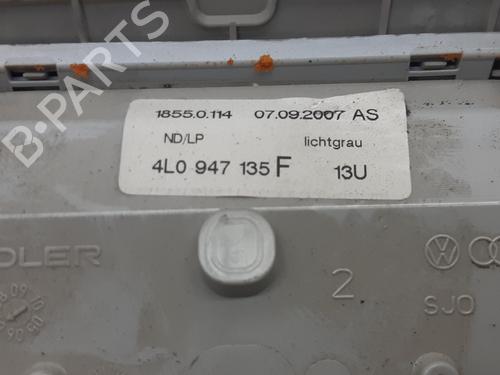 B-Parts
1855.0.114 07.09.2007 AS
ND/LP lichtgrau
4L0 947 135 F 13U
DLER
2
SJO